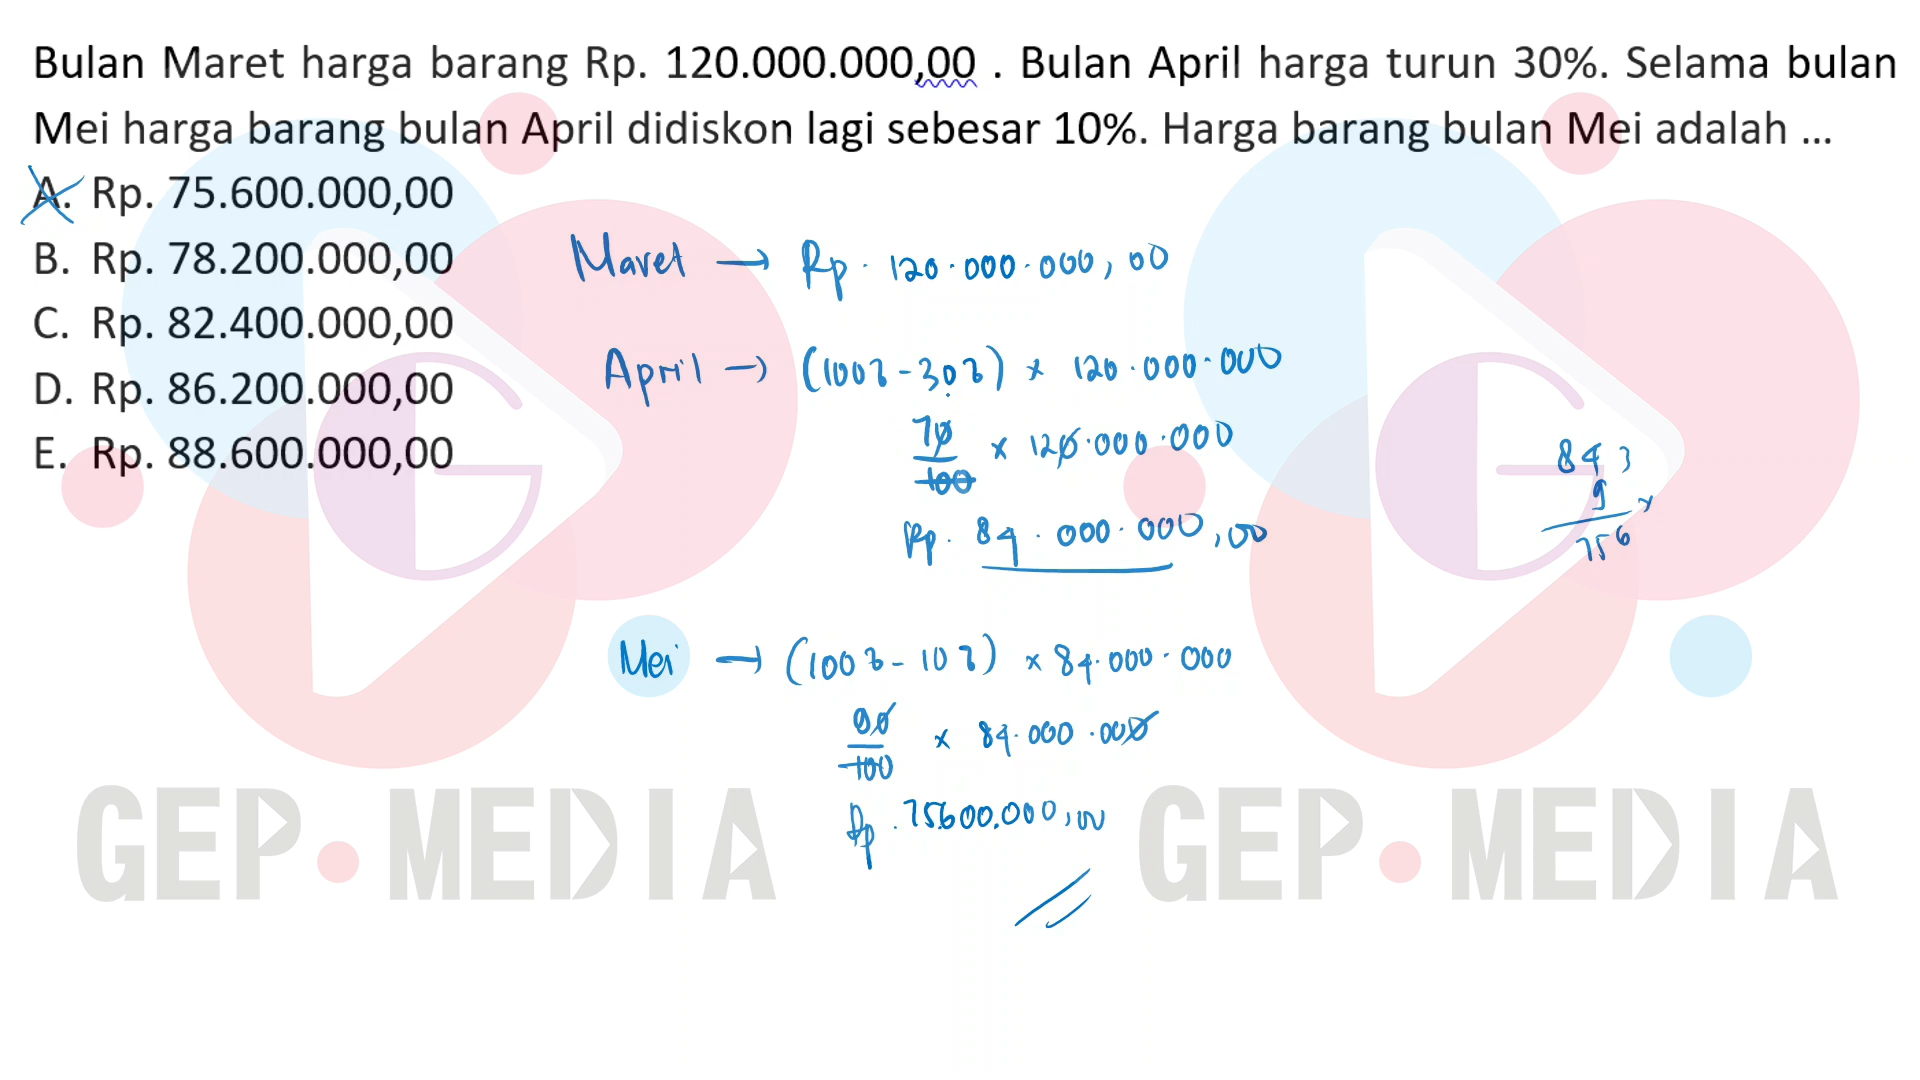 Bulan Maret harga barang Rp. 120.000.000,00 . Bulan April harga turun 30%. Selama bulan
Mei harga barang bulan April didiskon lagi sebesar 10%. Harga barang bulan Mei adalah ...
A. Rp. 75.600.000,00
B. Rp. 78.200.000,00
C. Rp. 82.400.000,00
D. Rp. 86.200.000,00
E. Rp. 88.600.000,00
Maret → Rp. 120.000.000,00
April → (100% - 30%) × 120.000.000
70/100 × 120.000.000
Rp. 84.000.000,00
84 3
9 ×
756
Mei → (100% - 10%) × 84.000.000
90/100 × 84.000.000
Rp. 75.600.000,00
GEP•MEDIA GEP•MEDIA